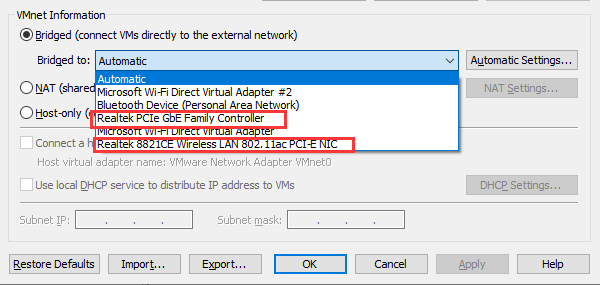 VMnet Information
Bridged (connect VMs directly to the external network)
Bridged to: Automatic Automatic Settings...
Automatic
Microsoft Wi-Fi Direct Virtual Adapter #2
NAT (shared NAT Settings...
Bluetooth Device (Personal Area Network)
Realtek PCIe GbE Family Controller
Host-only (
Microsoft Wi-Fi Direct Virtual Adapter
Realtek 8821CE Wireless LAN 802.11ac PCI-E NIC
Connect a h
Host virtual adapter name: VMware Network Adapter VMnet0
Use local DHCP service to distribute IP address to VMs DHCP Settings...
Subnet IP: . . . Subnet mask: . . .
Restore Defaults Import... Export... OK Cancel Apply Help